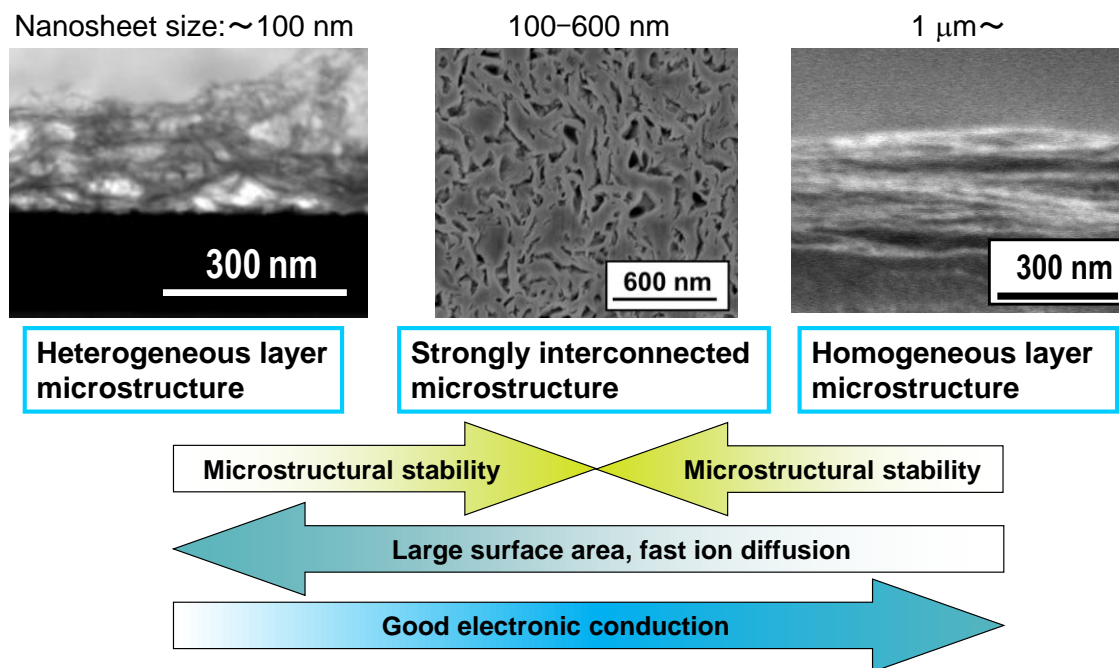 Nanosheet size:～100 nm
100−600 nm
1 μm～
300 nm
600 nm
300 nm
Heterogeneous layer
microstructure
Strongly interconnected
microstructure
Homogeneous layer
microstructure
Microstructural stability
Microstructural stability
Large surface area, fast ion diffusion
Good electronic conduction